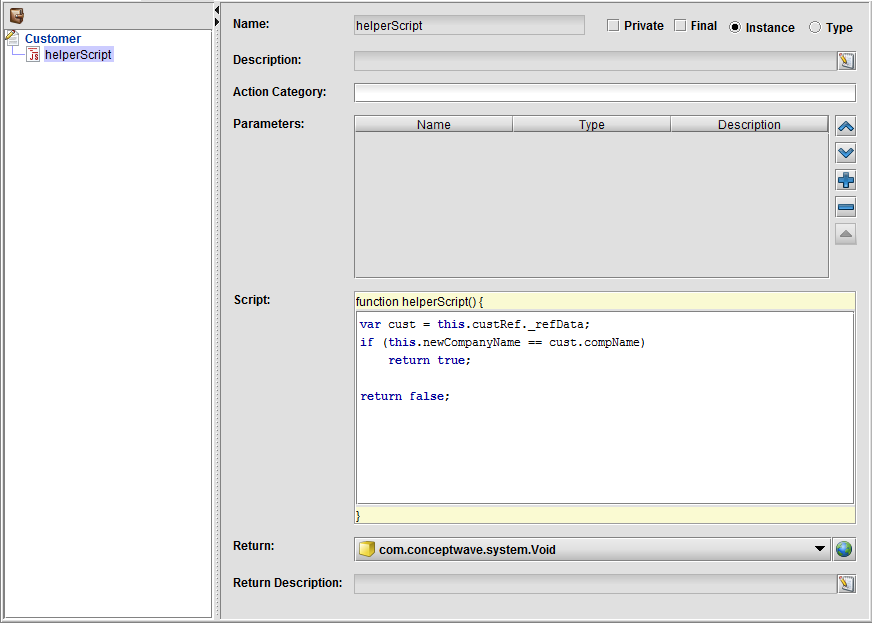 Customer
helperScript
Name:
helperScript
Private
Final
Instance
Type
Description:
Action Category:
Parameters:
Name
Type
Description
Script:
function helperScript() {
var cust = this.custRef._refData;
if (this.newCompanyName == cust.compName)
    return true;
return false;
}
Return:
com.conceptwave.system.Void
Return Description: